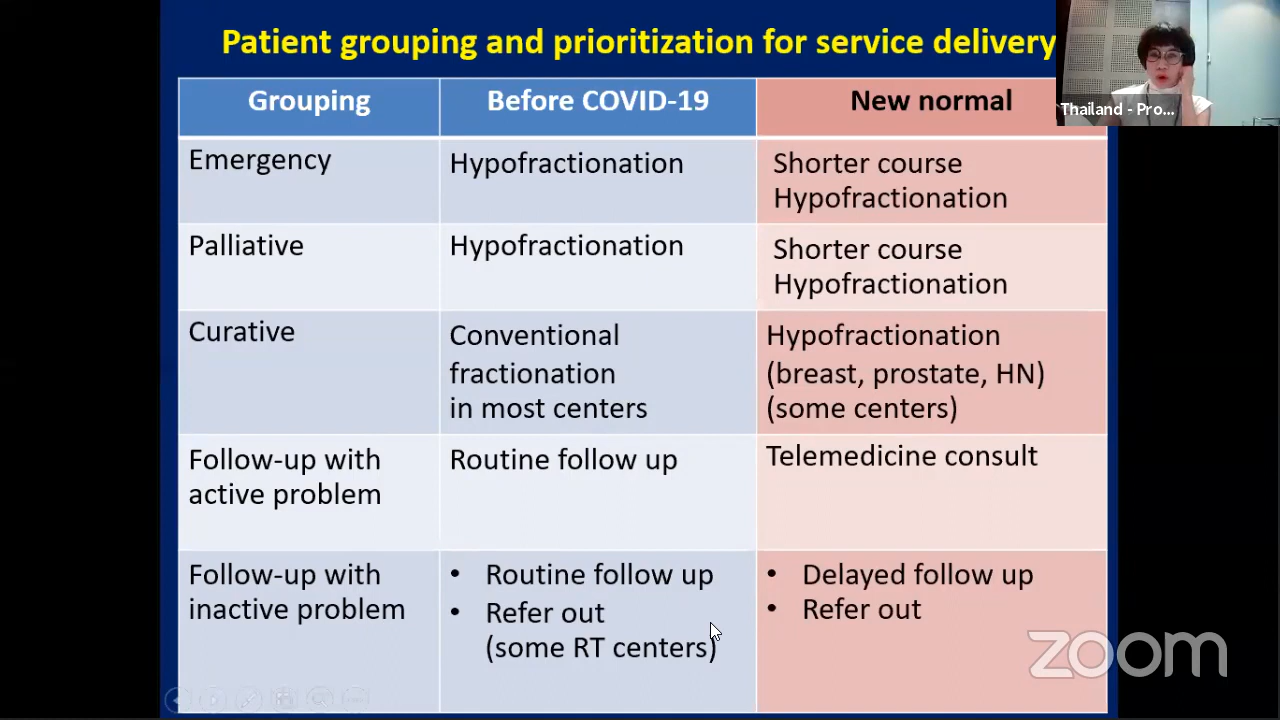 Patient grouping and prioritization for service delivery
Thailand - Pro...
Grouping
Before COVID-19
New normal
Emergency
Hypofractionation
Shorter course
Hypofractionation
Palliative
Hypofractionation
Shorter course
Hypofractionation
Curative
Conventional
fractionation
in most centers
Hypofractionation
(breast, prostate, HN)
(some centers)
Follow-up with
active problem
Routine follow up
Telemedicine consult
Follow-up with
inactive problem
• Routine follow up
• Refer out
(some RT centers)
• Delayed follow up
• Refer out
zoom